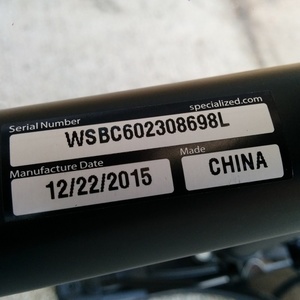 specialized.com
Serial Number
WSBC602308698L
Manufacture Date Made
12/22/2015 CHINA